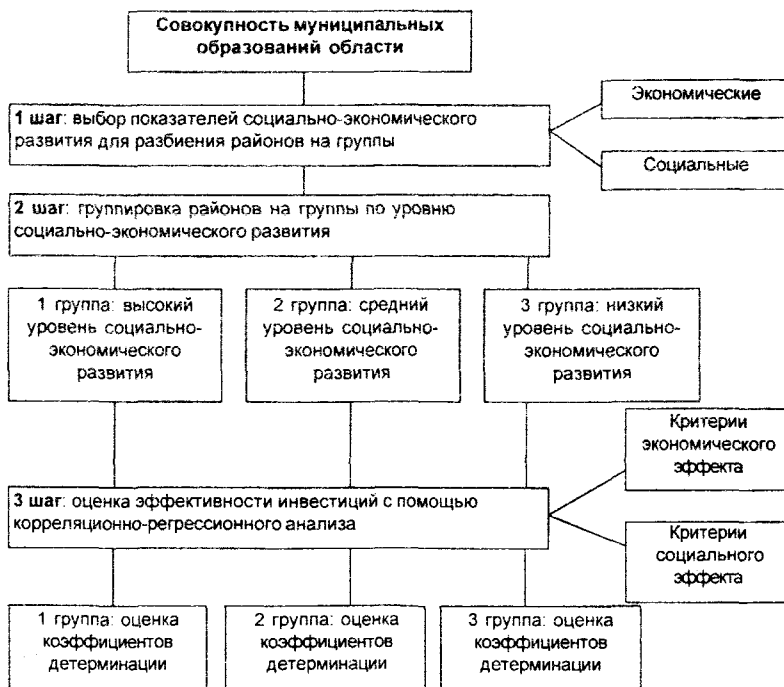 Совокупность муниципальных
образований области
1 шаг: выбор показателей социально-экономического
развития для разбиения районов на группы
Экономические
Социальные
2 шаг: группировка районов на группы по уровню
социально-экономического развития
1 группа: высокий
уровень социально-
экономического
развития
2 группа: средний
уровень социально-
экономического
развития
3 группа: низкий
уровень социально-
экономического
развития
Критерии
экономического
эффекта
3 шаг: оценка эффективности инвестиций с помощью
корреляционно-регрессионного анализа
Критерии
социального
эффекта
1 группа: оценка
коэффициентов
детерминации
2 группа: оценка
коэффициентов
детерминации
3 группа: оценка
коэффициентов
детерминации